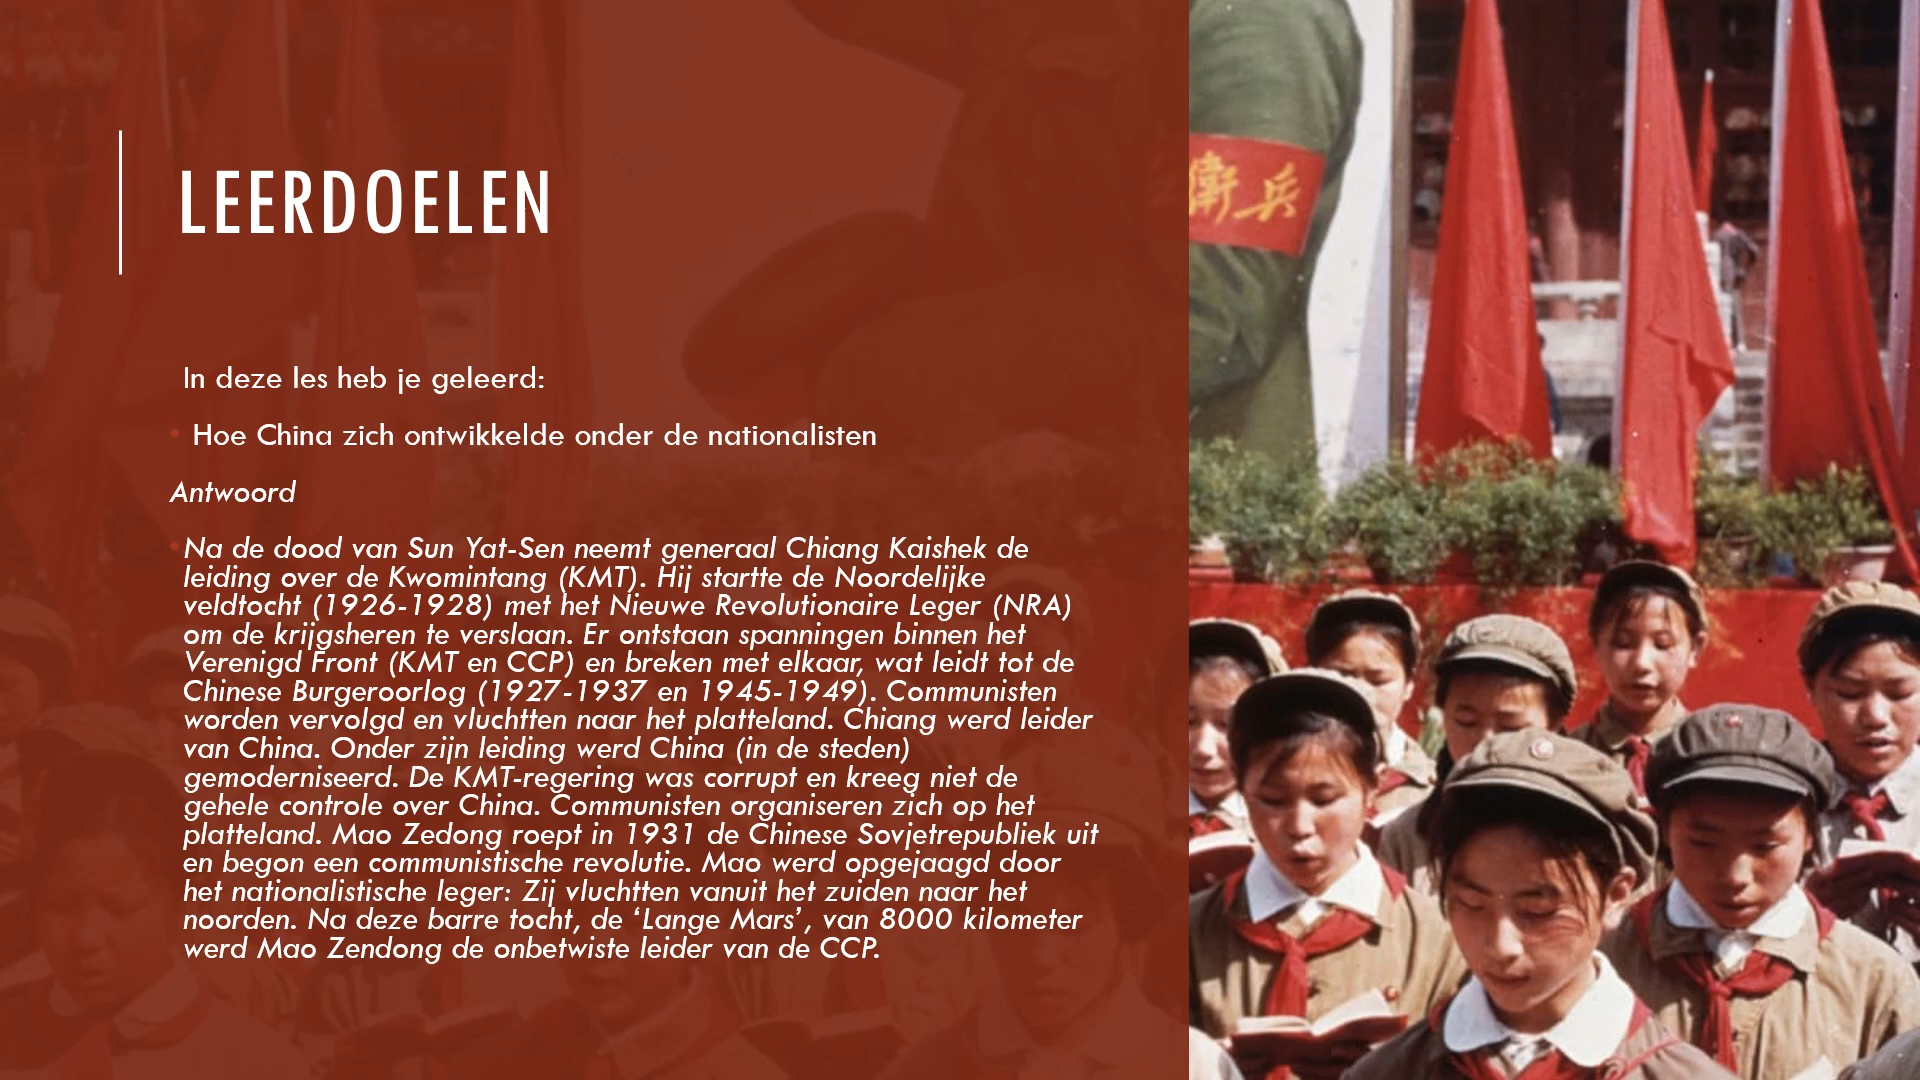 LEERDOELEN
In deze les heb je geleerd:
• Hoe China zich ontwikkelde onder de nationalisten
Antwoord
• Na de dood van Sun Yat-Sen neemt generaal Chiang Kaishek de
leiding over de Kwomintang (KMT). Hij startte de Noordelijke
veldtocht (1926-1928) met het Nieuwe Revolutionaire Leger (NRA)
om de krijgsheren te verslaan. Er ontstaan spanningen binnen het
Verenigd Front (KMT en CCP) en breken met elkaar, wat leidt tot de
Chinese Burgeroorlog (1927-1937 en 1945-1949). Communisten
worden vervolgd en vluchtten naar het platteland. Chiang werd leider
van China. Onder zijn leiding werd China (in de steden)
gemoderniseerd. De KMT-regering was corrupt en kreeg niet de
gehele controle over China. Communisten organiseren zich op het
platteland. Mao Zedong roept in 1931 de Chinese Sovjetrepubliek uit
en begon een communistische revolutie. Mao werd opgejaagd door
het nationalistische leger: Zij vluchtten vanuit het zuiden naar het
noorden. Na deze barre tocht, de ‘Lange Mars’, van 8000 kilometer
werd Mao Zendong de onbetwiste leider van de CCP.
衛兵